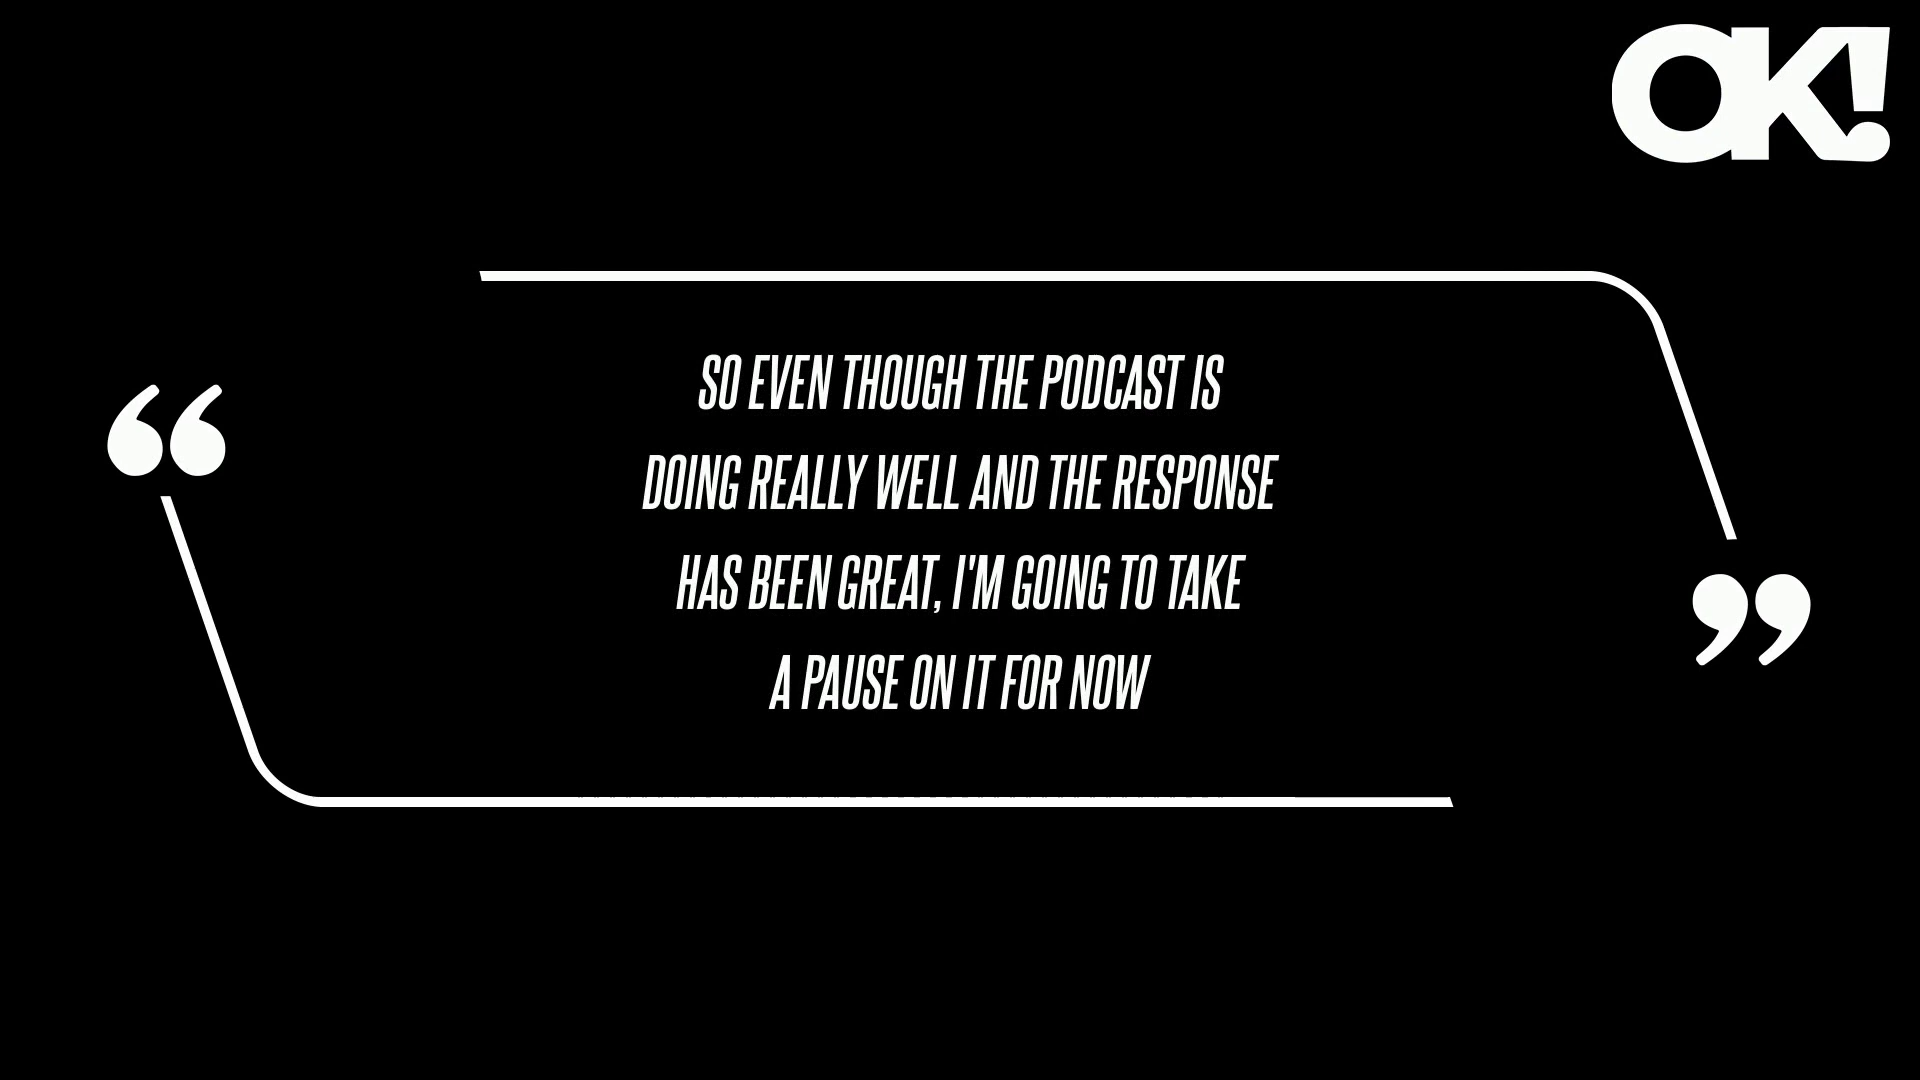 OK!
SO EVEN THOUGH THE PODCAST IS
DOING REALLY WELL AND THE RESPONSE
HAS BEEN GREAT, I'M GOING TO TAKE
A PAUSE ON IT FOR NOW